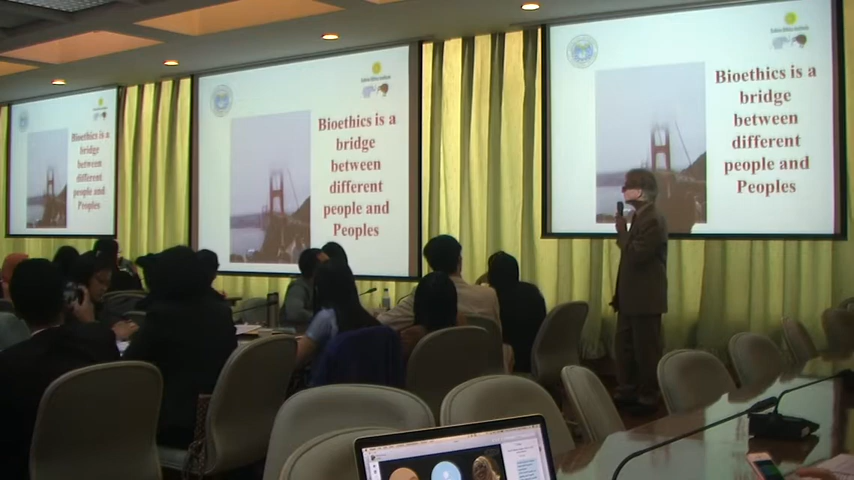 Bioethics is a
bridge
between
different
people and
Peoples
Bioethics is a
bridge
between
different
people and
Peoples
Bioethics is a
bridge
between
different
people and
Peoples